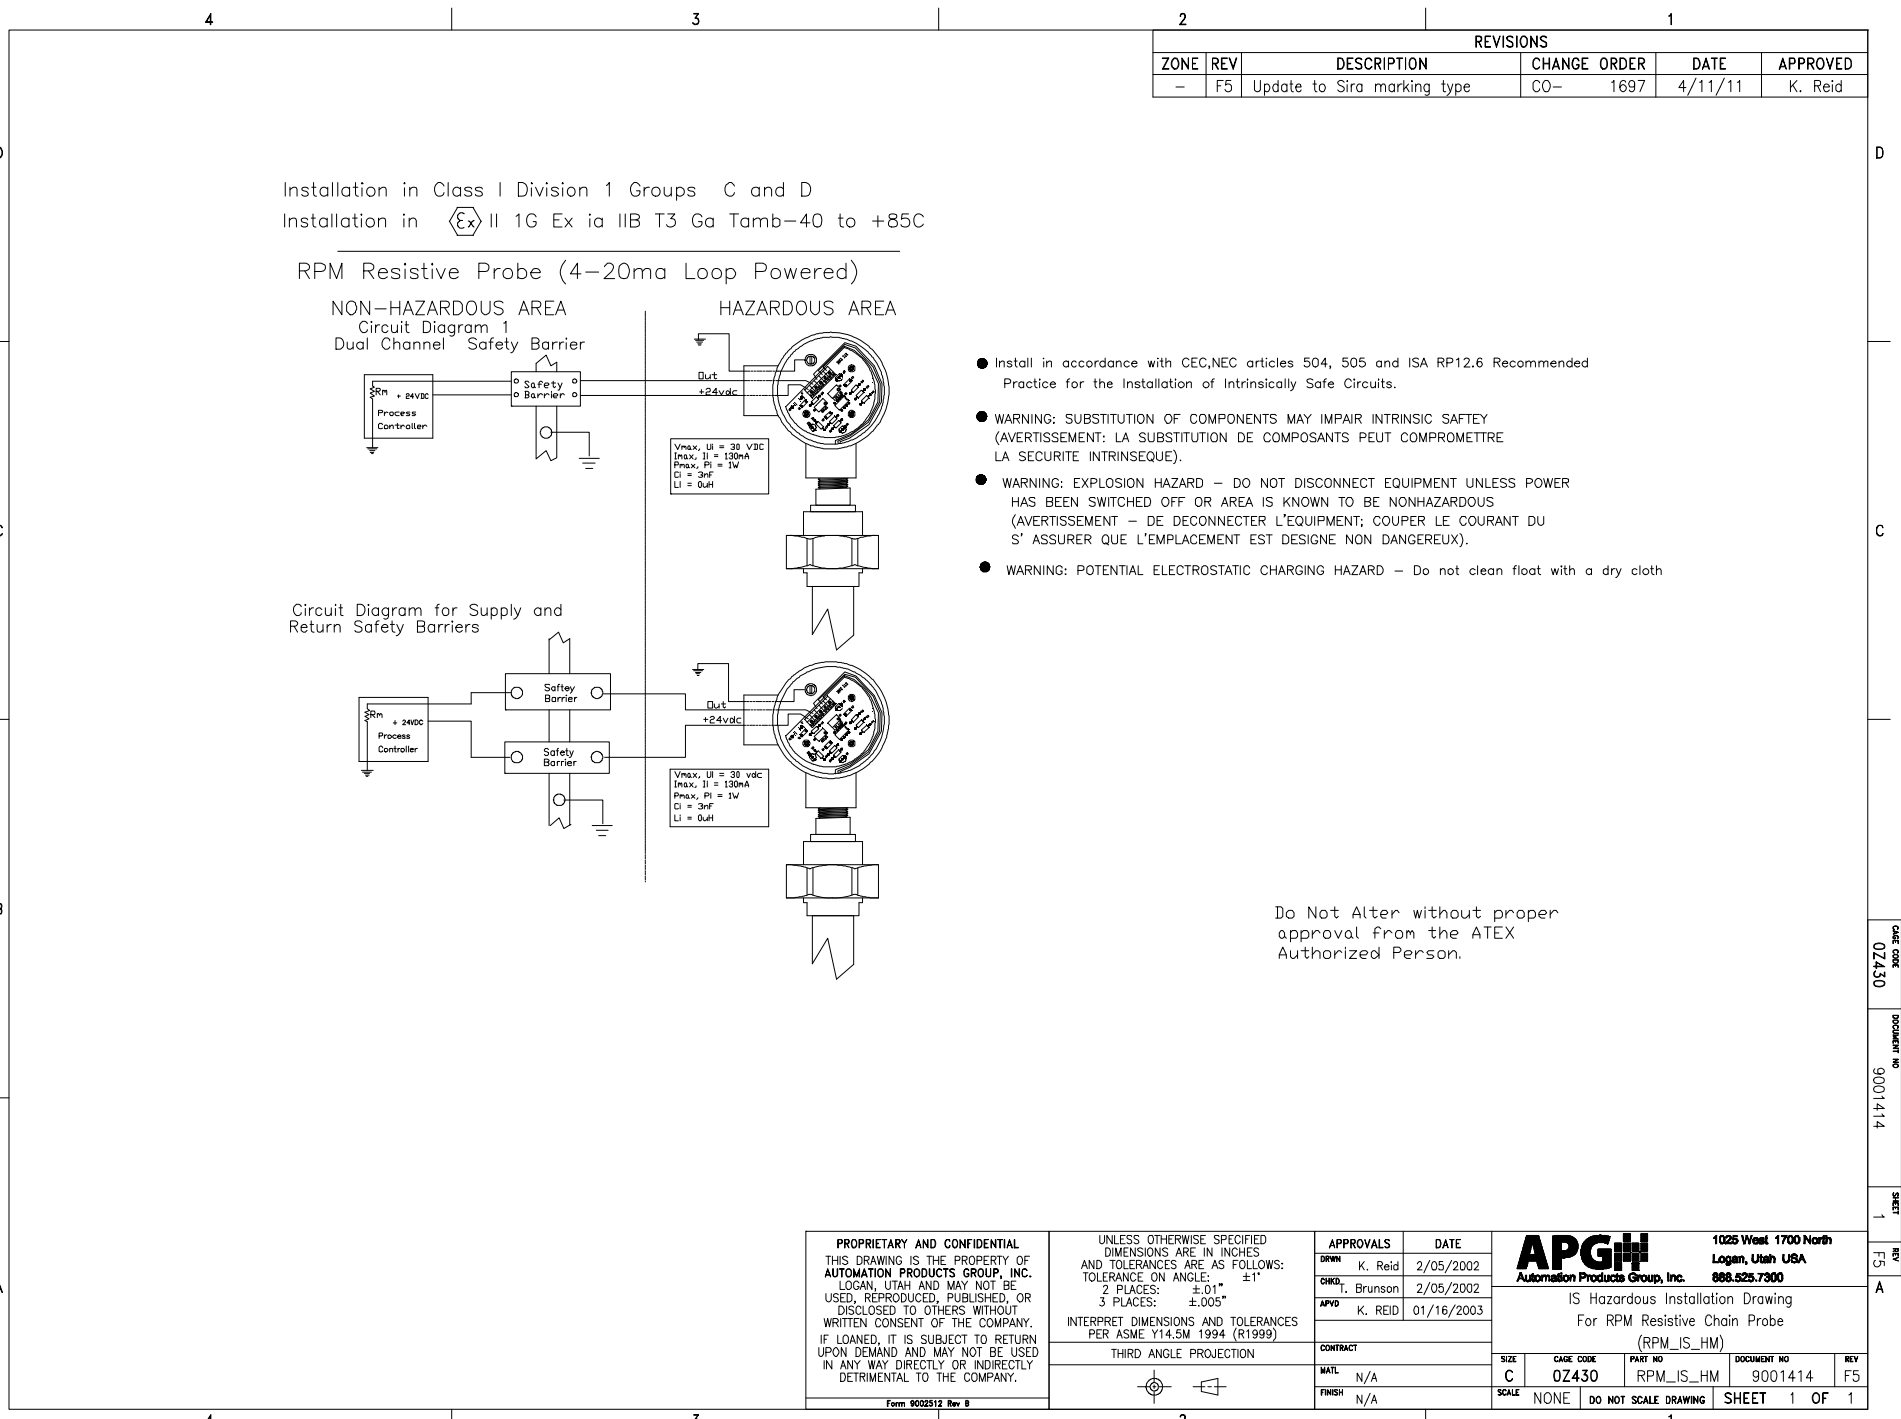 4 3 2 1
REVISIONS
ZONE REV DESCRIPTION CHANGE ORDER DATE APPROVED
- F5 Update to Sira marking type CO- 1697 4/11/11 K. Reid
D
Installation in Class I Division 1 Groups C and D
Installation in Ex II 1G Ex ia IIB T3 Ga Tamb-40 to +85C
RPM Resistive Probe (4-20ma Loop Powered)
NON-HAZARDOUS AREA
HAZARDOUS AREA
Circuit Diagram 1
Dual Channel Safety Barrier
Rm
+ 24VDC
Process
Controller
Safety
Barrier
Out
+24vdc
Vmax, Ui = 30 VDC
Imax, Ii = 130mA
Pmax, Pi = 1W
Ci = 3nF
Li = 0uH
● Install in accordance with CEC,NEC articles 504, 505 and ISA RP12.6 Recommended
Practice for the Installation of Intrinsically Safe Circuits.
● WARNING: SUBSTITUTION OF COMPONENTS MAY IMPAIR INTRINSIC SAFTEY
(AVERTISSEMENT: LA SUBSTITUTION DE COMPOSANTS PEUT COMPROMETTRE
LA SECURITE INTRINSEQUE).
● WARNING: EXPLOSION HAZARD - DO NOT DISCONNECT EQUIPMENT UNLESS POWER
HAS BEEN SWITCHED OFF OR AREA IS KNOWN TO BE NONHAZARDOUS
(AVERTISSEMENT - DE DECONNECTER L'EQUIPMENT; COUPER LE COURANT DU
S' ASSURER QUE L'EMPLACEMENT EST DESIGNE NON DANGEREUX).
● WARNING: POTENTIAL ELECTROSTATIC CHARGING HAZARD - Do not clean float with a dry cloth
C
Circuit Diagram for Supply and
Return Safety Barriers
Rm
+ 24VDC
Process
Controller
Saftey
Barrier
Safety
Barrier
Out
+24vdc
Vmax, UI = 30 vdc
Imax, Ii = 130mA
Pmax, PI = 1W
Ci = 3nF
Li = 0uH
Do Not Alter without proper
approval from the ATEX
Authorized Person.
CAGE CODE
0Z430
DOCUMENT NO
9001414
SHEET
1
REV
F5
A
PROPRIETARY AND CONFIDENTIAL
THIS DRAWING IS THE PROPERTY OF
AUTOMATION PRODUCTS GROUP, INC.
LOGAN, UTAH AND MAY NOT BE
USED, REPRODUCED, PUBLISHED, OR
DISCLOSED TO OTHERS WITHOUT
WRITTEN CONSENT OF THE COMPANY.
IF LOANED, IT IS SUBJECT TO RETURN
UPON DEMAND AND MAY NOT BE USED
IN ANY WAY DIRECTLY OR INDIRECTLY
DETRIMENTAL TO THE COMPANY.
Form 9002512 Rev B
UNLESS OTHERWISE SPECIFIED
DIMENSIONS ARE IN INCHES
AND TOLERANCES ARE AS FOLLOWS:
TOLERANCE ON ANGLE: ±1°
2 PLACES: ±.01"
3 PLACES: ±.005"
INTERPRET DIMENSIONS AND TOLERANCES
PER ASME Y14.5M 1994 (R1999)
THIRD ANGLE PROJECTION
APPROVALS DATE
DRWN K. Reid 2/05/2002
CHKD T. Brunson 2/05/2002
APVD K. REID 01/16/2003
CONTRACT
MATL N/A
FINISH N/A
APG
Automation Products Group, Inc.
1025 West 1700 North
Logan, Utah USA
888.525.7300
IS Hazardous Installation Drawing
For RPM Resistive Chain Probe
(RPM_IS_HM)
SIZE CAGE CODE PART NO DOCUMENT NO REV
C 0Z430 RPM_IS_HM 9001414 F5
SCALE NONE DO NOT SCALE DRAWING SHEET 1 OF 1